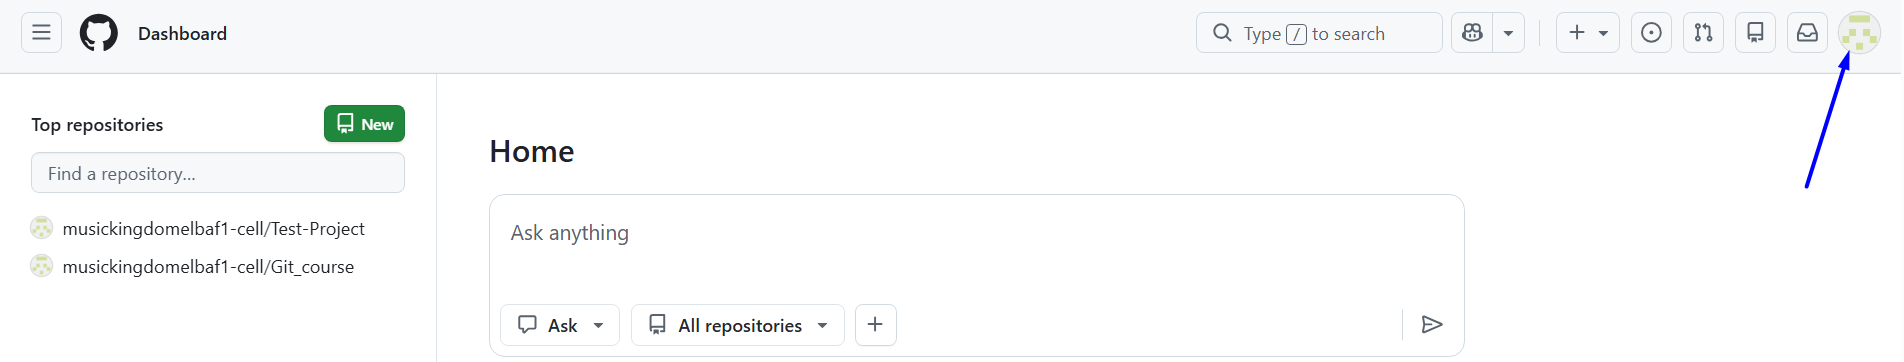 Dashboard
Type / to search
Top repositories
New
Find a repository...
musickingdomelbaf1-cell/Test-Project
musickingdomelbaf1-cell/Git_course
Home
Ask anything
Ask
All repositories